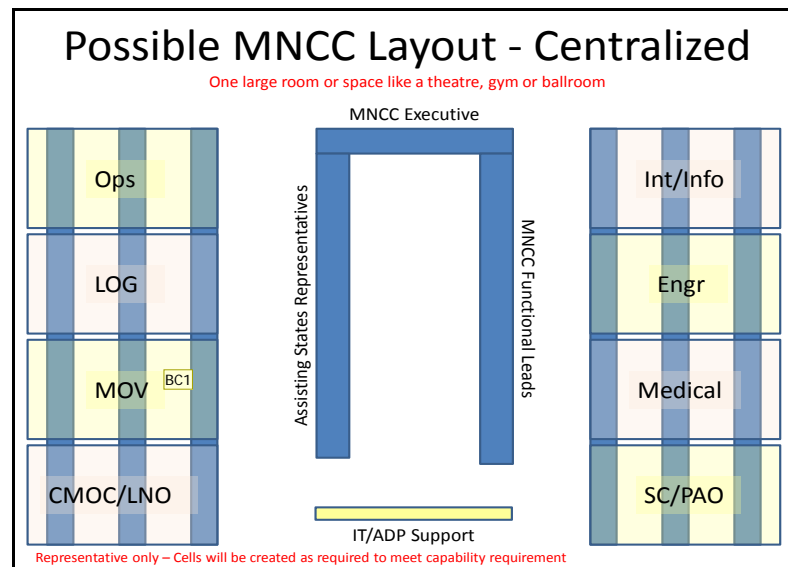 Possible MNCC Layout - Centralized
One large room or space like a theatre, gym or ballroom
MNCC Executive
Ops
LOG
MOV
BC1
CMOC/LNO
Assisting States Representatives
MNCC Functional Leads
Int/Info
Engr
Medical
SC/PAO
IT/ADP Support
Representative only – Cells will be created as required to meet capability requirement